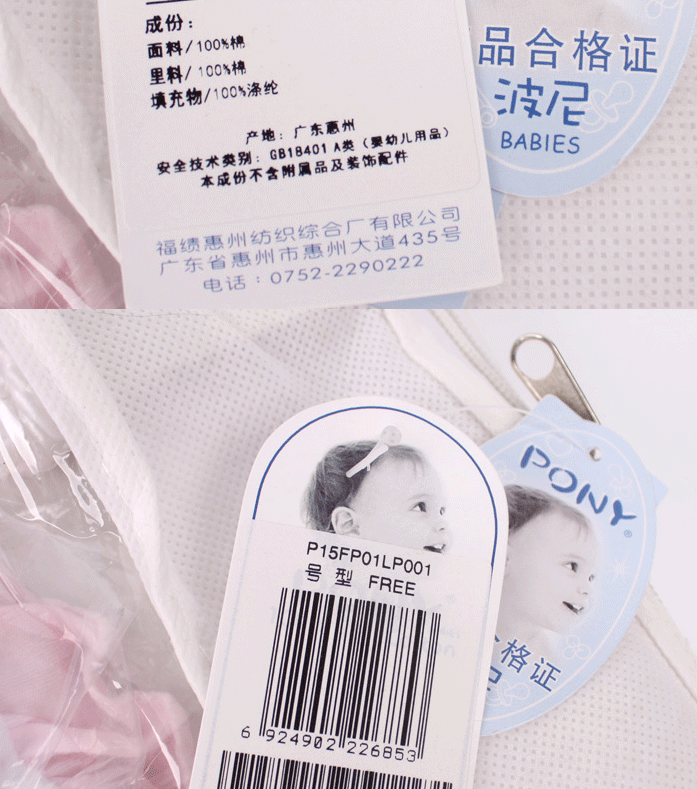 成份:
面料/100%棉
里料/100%棉
填充物/100%涤纶
产地: 广东惠州
安全技术类别: GB18401 A类 (婴幼儿用品)
本成份不含附属品及装饰配件
福绩惠州纺织综合厂有限公司
广东省惠州市惠州大道435号
电话: 0752-2290222
品合格证
波尼
BABIES
PONY®
格证
P15FP01LP001
号 型 FREE
6 924902 226853